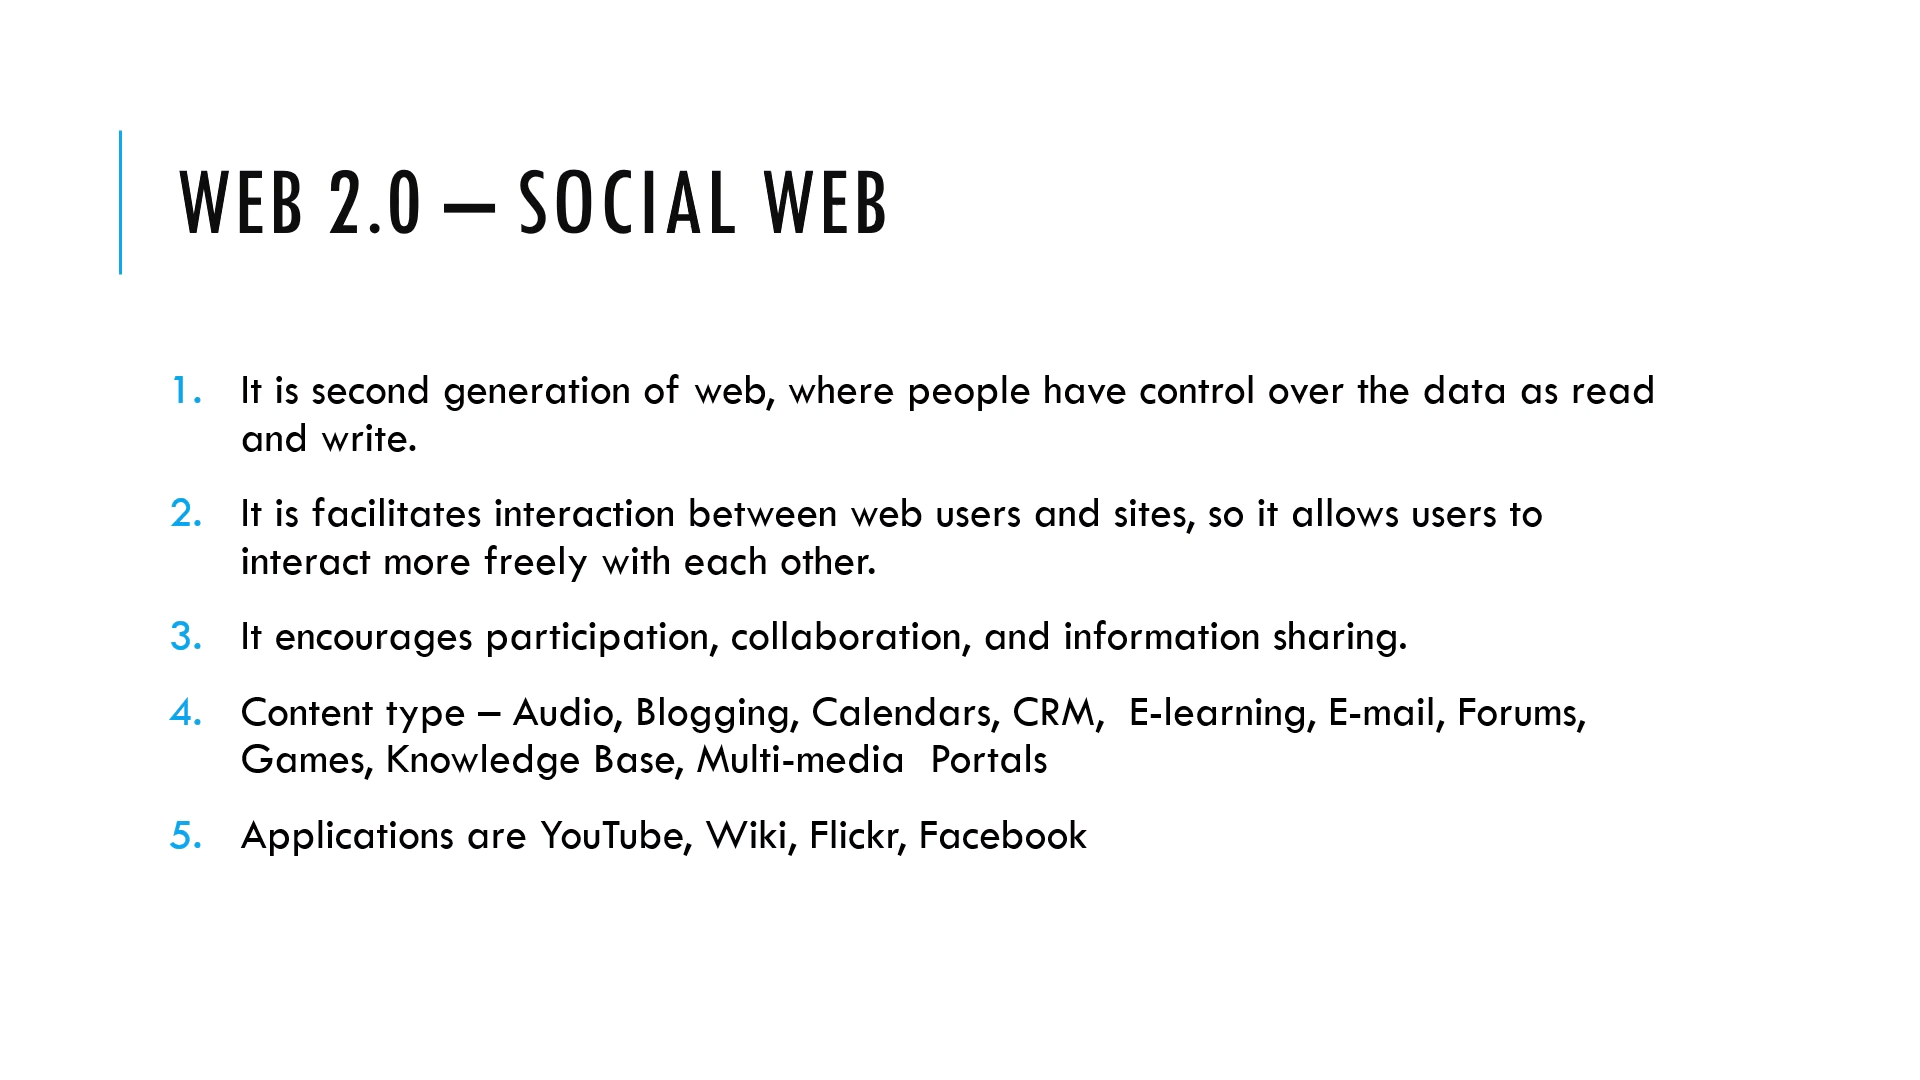 WEB 2.0 – SOCIAL WEB
1. It is second generation of web, where people have control over the data as read
and write.
2. It is facilitates interaction between web users and sites, so it allows users to
interact more freely with each other.
3. It encourages participation, collaboration, and information sharing.
4. Content type – Audio, Blogging, Calendars, CRM,  E-learning, E-mail, Forums,
Games, Knowledge Base, Multi-media  Portals
5. Applications are YouTube, Wiki, Flickr, Facebook